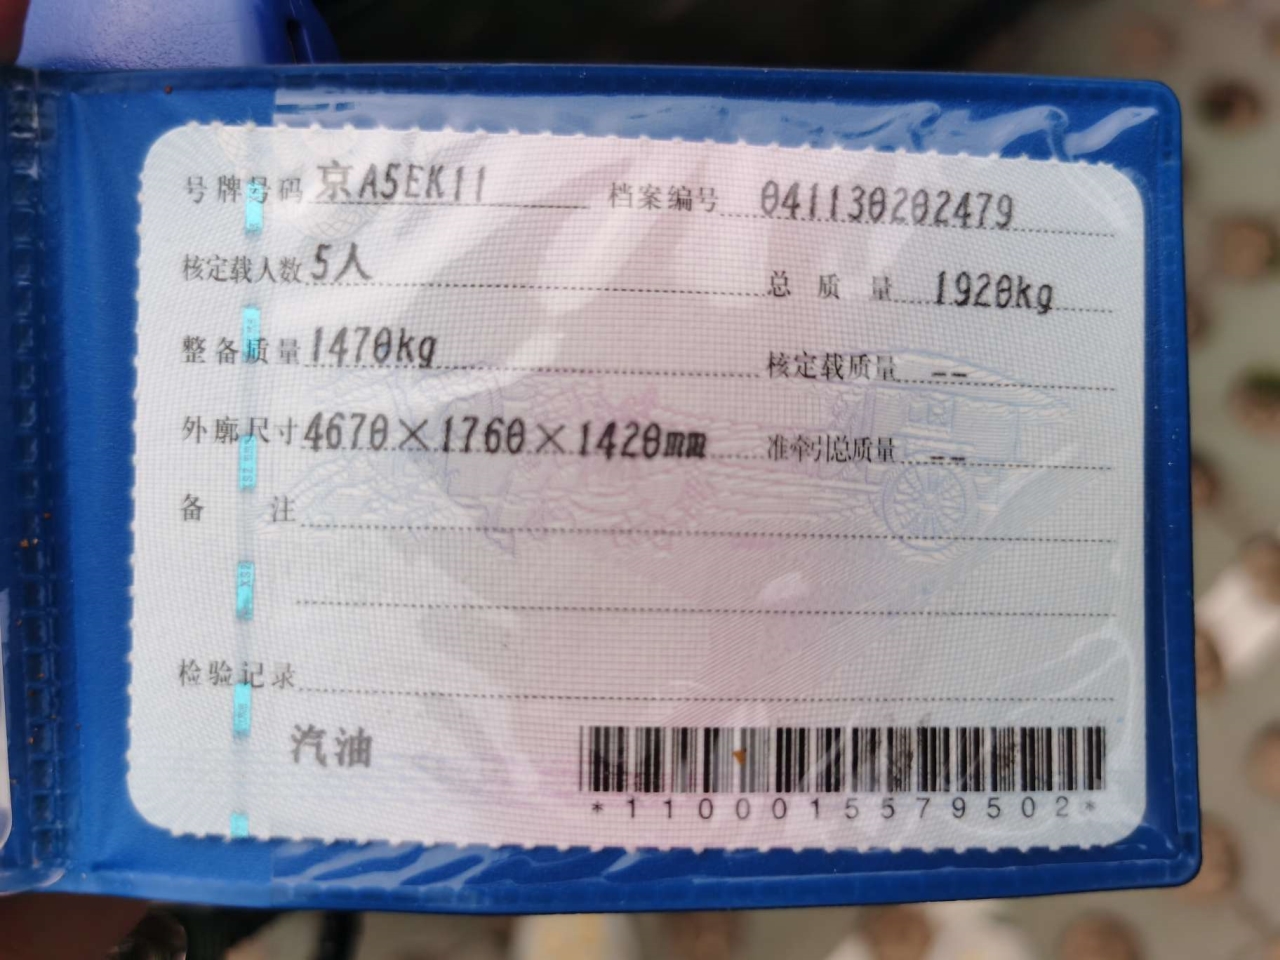 号牌号码 京A5EK11 档案编号 041130202479
核定载人数 5人 总质量 1920kg
整备质量 1470kg 核定载质量 --
外廓尺寸 4670×1760×1420mm 准牵引总质量 --
备注
检验记录
汽油
*1100015579502*